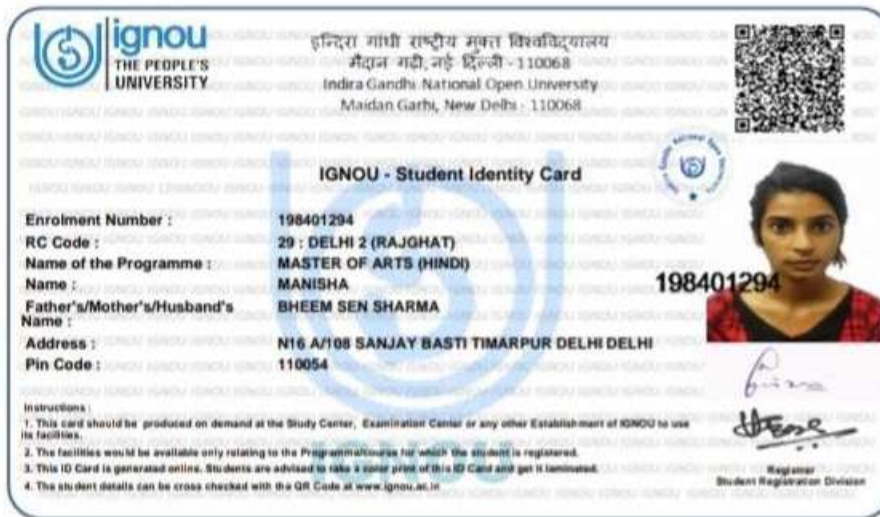 ignou
THE PEOPLE'S
UNIVERSITY
इन्दिरा गांधी राष्ट्रीय मुक्त विश्वविद्यालय
मैदान गढ़ी, नई दिल्ली - 110068
Indira Gandhi National Open University
Maidan Garhi, New Delhi - 110068
IGNOU - Student Identity Card
Enrolment Number : 198401294
RC Code : 29 : DELHI 2 (RAJGHAT)
Name of the Programme : MASTER OF ARTS (HINDI)
Name : MANISHA
Father's/Mother's/Husband's Name : BHEEM SEN SHARMA
Address : N16 A/108 SANJAY BASTI TIMARPUR DELHI DELHI
Pin Code : 110054
198401294
Instructions :
1. This card should be produced on demand at the Study Center, Examination Center or any other Establishment of IGNOU to use
its facilities.
2. The facilities would be available only relating to the Programme/course for which the student is registered.
3. This ID Card is generated online. Students are advised to take a color print of this ID Card and get it laminated.
4. The student details can be cross checked with the QR Code at www.ignou.ac.in
Registrar
Student Registration Division
IGNOU